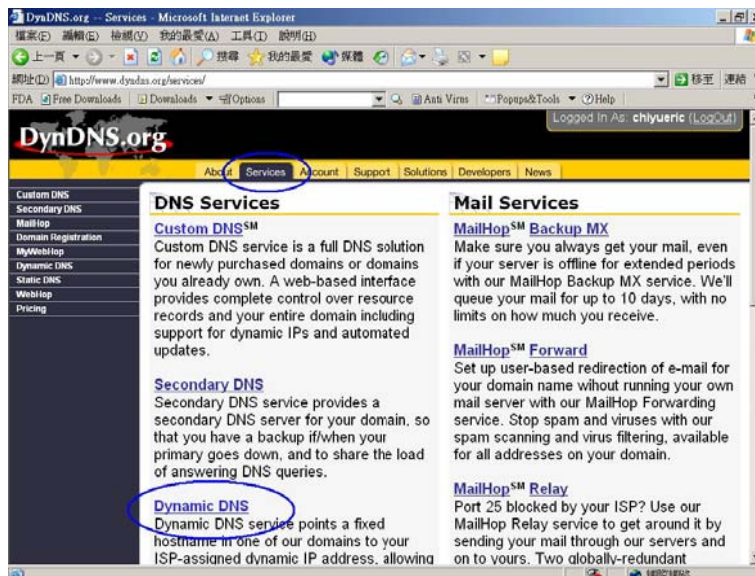 DynDNS.org -- Services - Microsoft Internet Explorer
檔案(F) 編輯(E) 檢視(V) 我的最愛(A) 工具(T) 說明(H)
上一頁 搜尋 我的最愛 媒體
網址(D) http://www.dyndns.org/services/ 移至 連結
FDA Free Downloads Downloads Options Anti Virus Popups&Tools Help
Logged In As: chiyueric (LogOut)
DynDNS.org
About Services Account Support Solutions Developers News
Custom DNS
Secondary DNS
MailHop
Domain Registration
MyWebHop
Dynamic DNS
Static DNS
WebHop
Pricing
DNS Services
Custom DNS℠
Custom DNS service is a full DNS solution
for newly purchased domains or domains
you already own. A web-based interface
provides complete control over resource
records and your entire domain including
support for dynamic IPs and automated
updates.
Secondary DNS
Secondary DNS service provides a
secondary DNS server for your domain, so
that you have a backup if/when your
primary goes down, and to share the load
of answering DNS queries.
Dynamic DNS
Dynamic DNS service points a fixed
hostname in one of our domains to your
ISP-assigned dynamic IP address, allowing
Mail Services
MailHop℠ Backup MX
Make sure you always get your mail, even
if your server is offline for extended periods
with our MailHop Backup MX service. We'll
queue your mail for up to 10 days, with no
limits on how much you receive.
MailHop℠ Forward
Set up user-based redirection of e-mail for
your domain name wihout running your own
mail server with our MailHop Forwarding
service. Stop spam and viruses with our
spam scanning and virus filtering, available
for all addresses on your domain.
MailHop℠ Relay
Port 25 blocked by your ISP? Use our
MailHop Relay service to get around it by
sending your mail through our servers and
on to yours. Two globally-redundant